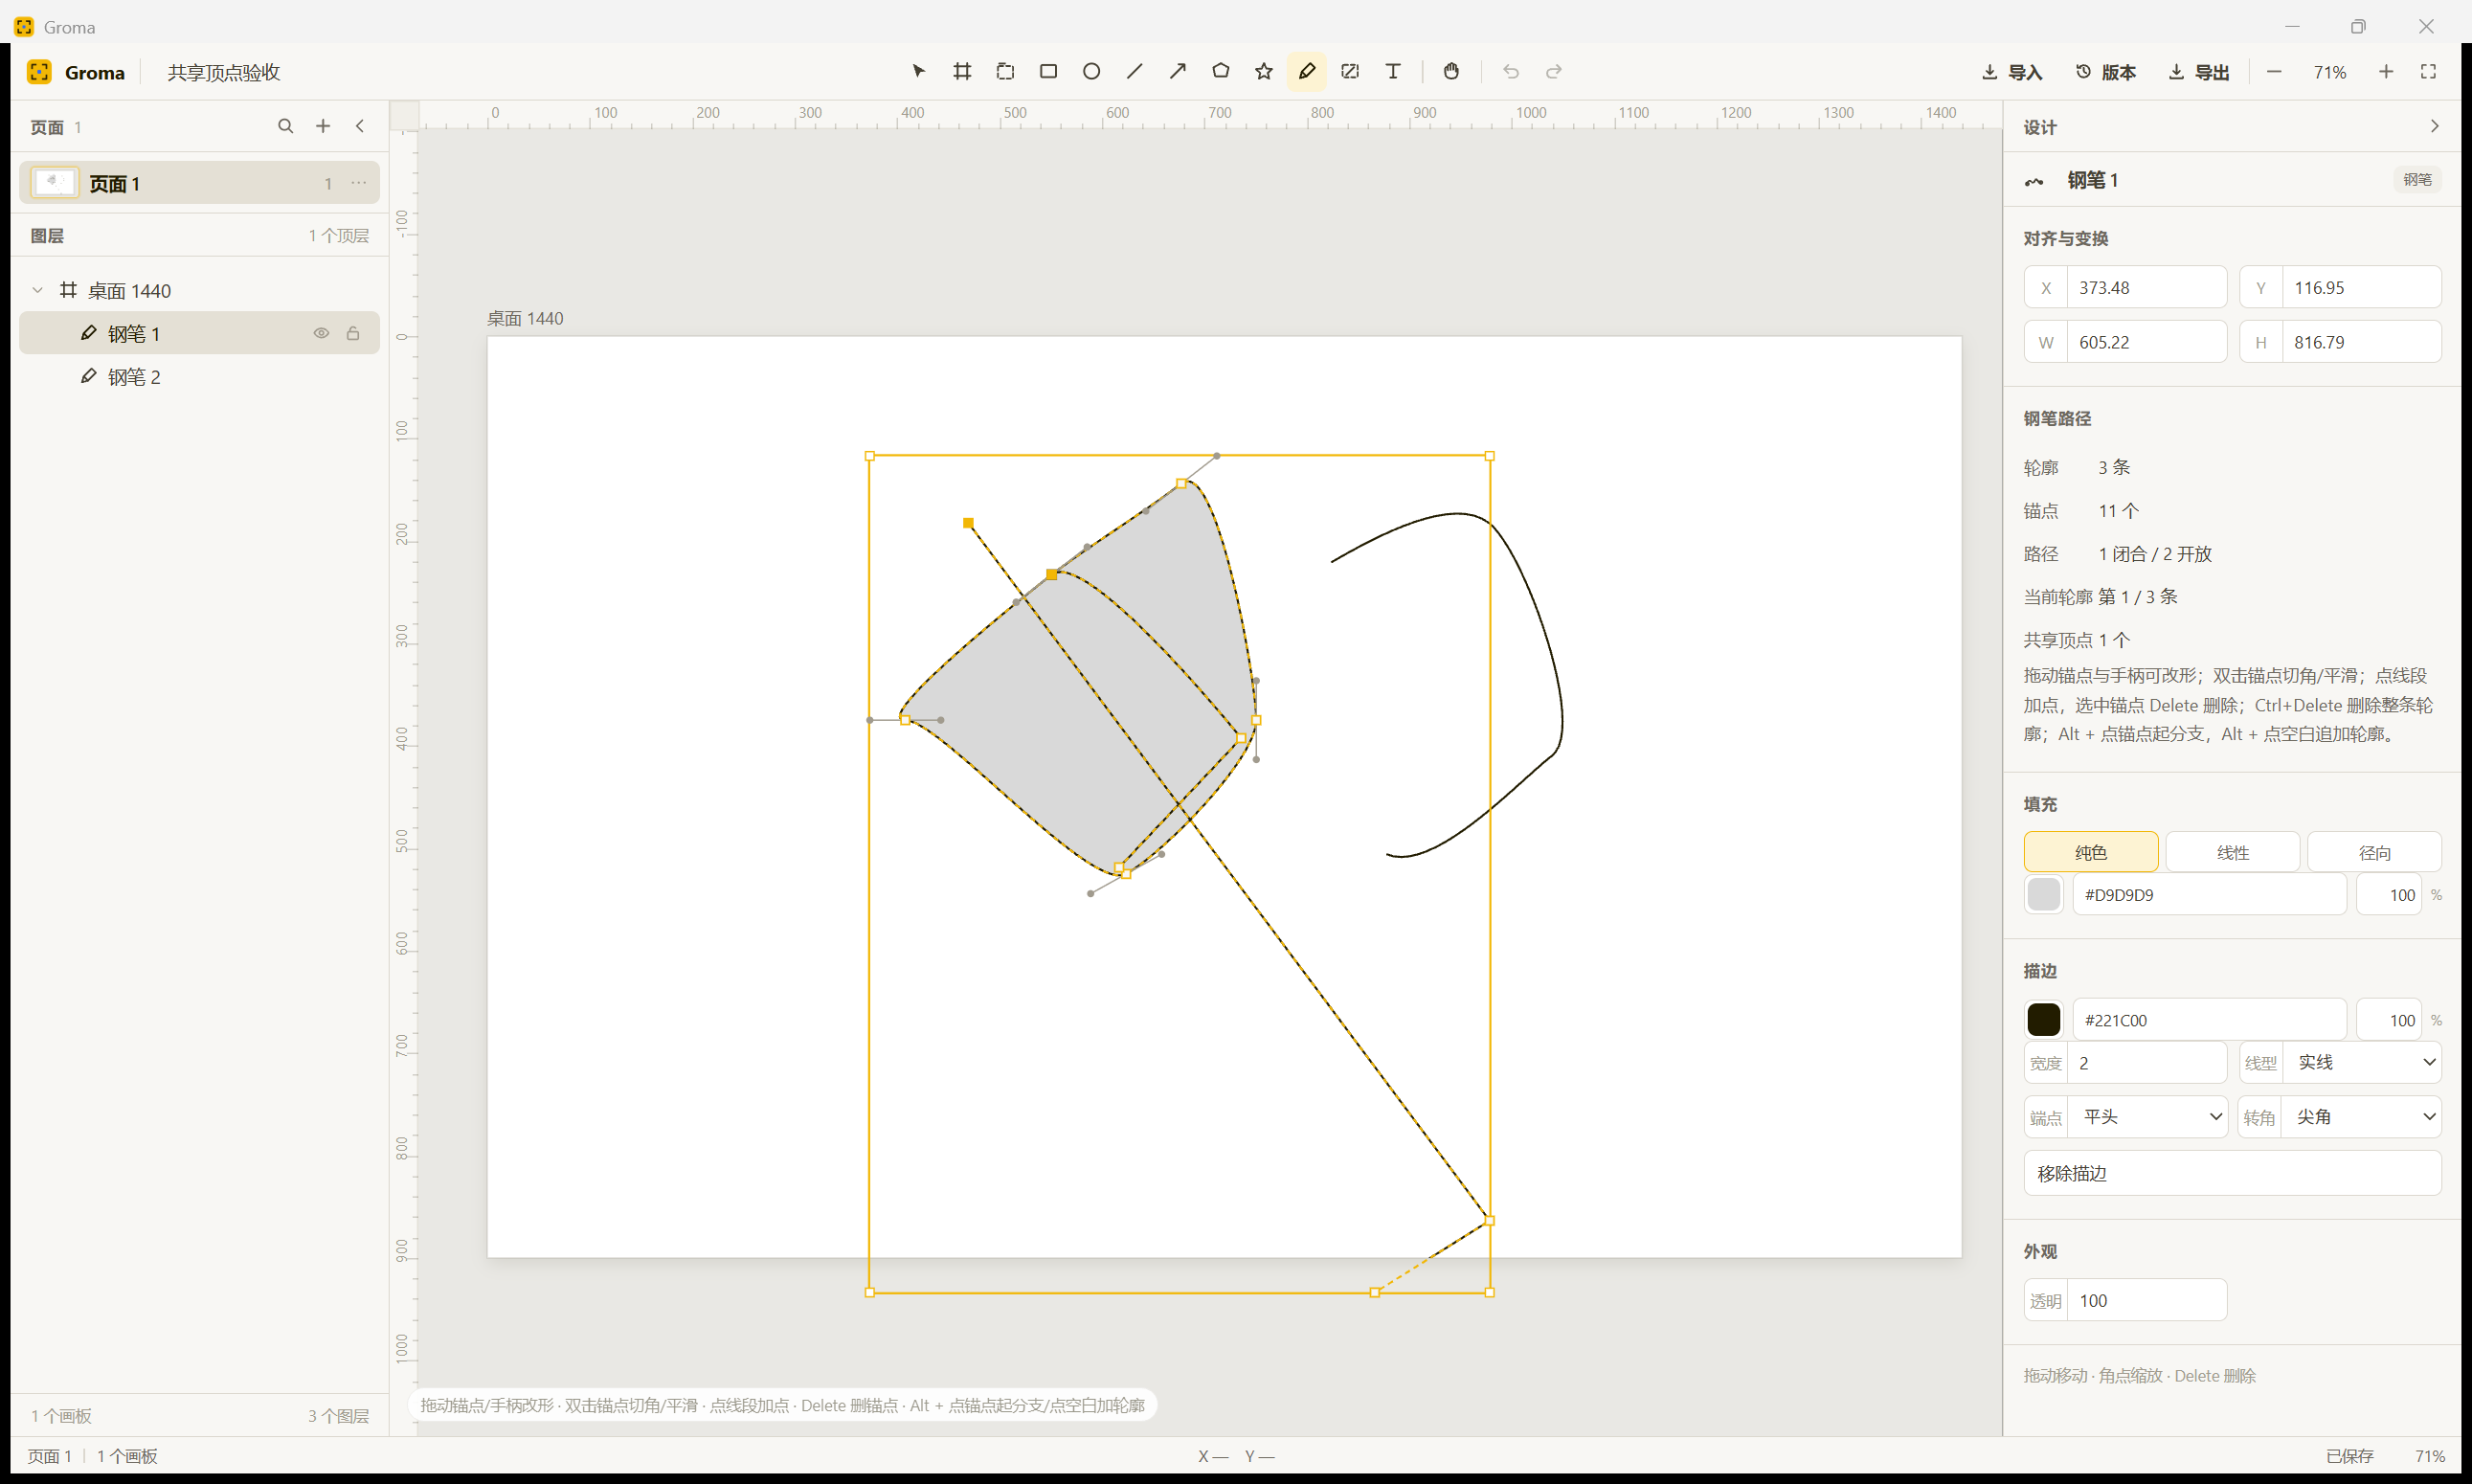 Groma
Groma
共享顶点验收
导入
版本
导出
71%
页面 1
页面 1
1
图层
1 个顶层
桌面 1440
钢笔 1
钢笔 2
1 个画板
3 个图层
0 100 200 300 400 500 600 700 800 900 1000 1100 1200 1300 1400
-100
0
100
200
300
400
500
600
700
800
900
1000
桌面 1440
拖动锚点/手柄改形 · 双击锚点切角/平滑 · 点线段加点 · Delete 删锚点 · Alt + 点锚点起分支/点空白加轮廓
设计
钢笔 1
钢笔
对齐与变换
X 373.48
Y 116.95
W 605.22
H 816.79
钢笔路径
轮廓 3 条
锚点 11 个
路径 1 闭合 / 2 开放
当前轮廓 第 1 / 3 条
共享顶点 1 个
拖动锚点与手柄可改形；双击锚点切角/平滑；点线段
加点，选中锚点 Delete 删除；Ctrl+Delete 删除整条轮
廓；Alt + 点锚点起分支，Alt + 点空白追加轮廓。
填充
纯色
线性
径向
#D9D9D9
100 %
描边
#221C00
100 %
宽度 2
线型 实线
端点 平头
转角 尖角
移除描边
外观
透明 100
拖动移动 · 角点缩放 · Delete 删除
页面 1
1 个画板
X — Y —
已保存
71%